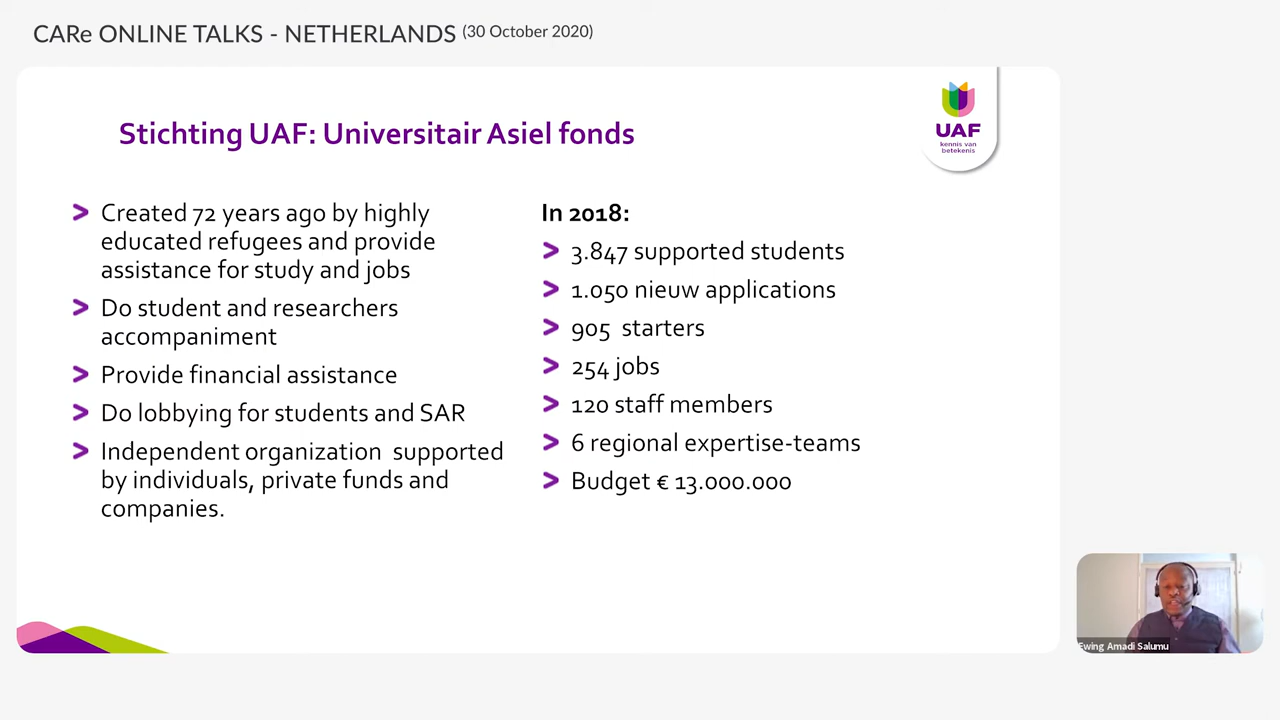 CARe ONLINE TALKS - NETHERLANDS (30 October 2020)
Stichting UAF: Universitair Asiel fonds
UAF
kennis van
betekenis
> Created 72 years ago by highly
educated refugees and provide
assistance for study and jobs
> Do student and researchers
accompaniment
> Provide financial assistance
> Do lobbying for students and SAR
> Independent organization supported
by individuals, private funds and
companies.
In 2018:
> 3.847 supported students
> 1.050 nieuw applications
> 905 starters
> 254 jobs
> 120 staff members
> 6 regional expertise-teams
> Budget € 13.000.000
Ewing Amadi Salumu